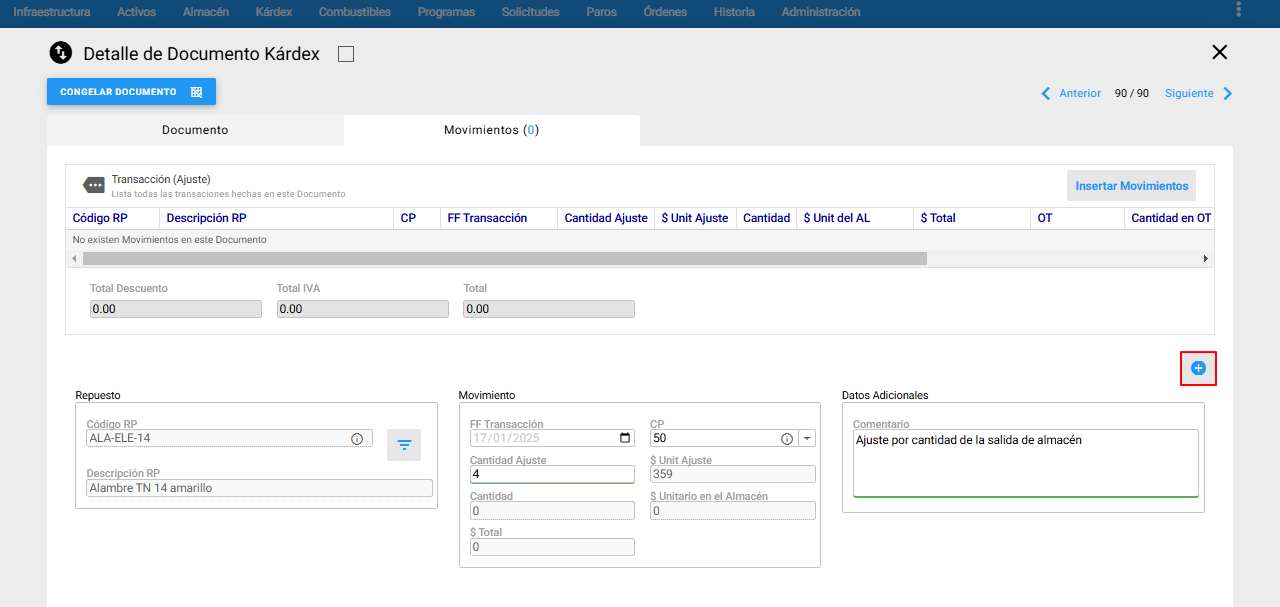 Infraestructura Activos Almacén Kárdex Combustibles Programas Solicitudes Paros Órdenes Historia Administración
Detalle de Documento Kárdex
CONGELAR DOCUMENTO
Anterior 90 / 90 Siguiente
Documento Movimientos (0)
Transacción (Ajuste)
Lista todas las transaciones hechas en este Documento
Insertar Movimientos
Código RP Descripción RP CP FF Transacción Cantidad Ajuste $ Unit Ajuste Cantidad $ Unit del AL $ Total OT Cantidad en OT
No existen Movimientos en este Documento
Total Descuento Total IVA Total
0.00 0.00 0.00
Repuesto
Código RP
ALA-ELE-14
Descripción RP
Alambre TN 14 amarillo
Movimiento
FF Transacción CP
17/01/2025 50
Cantidad Ajuste $ Unit Ajuste
4 359
Cantidad $ Unitario en el Almacén
0 0
$ Total
0
Datos Adicionales
Comentario
Ajuste por cantidad de la salida de almacén